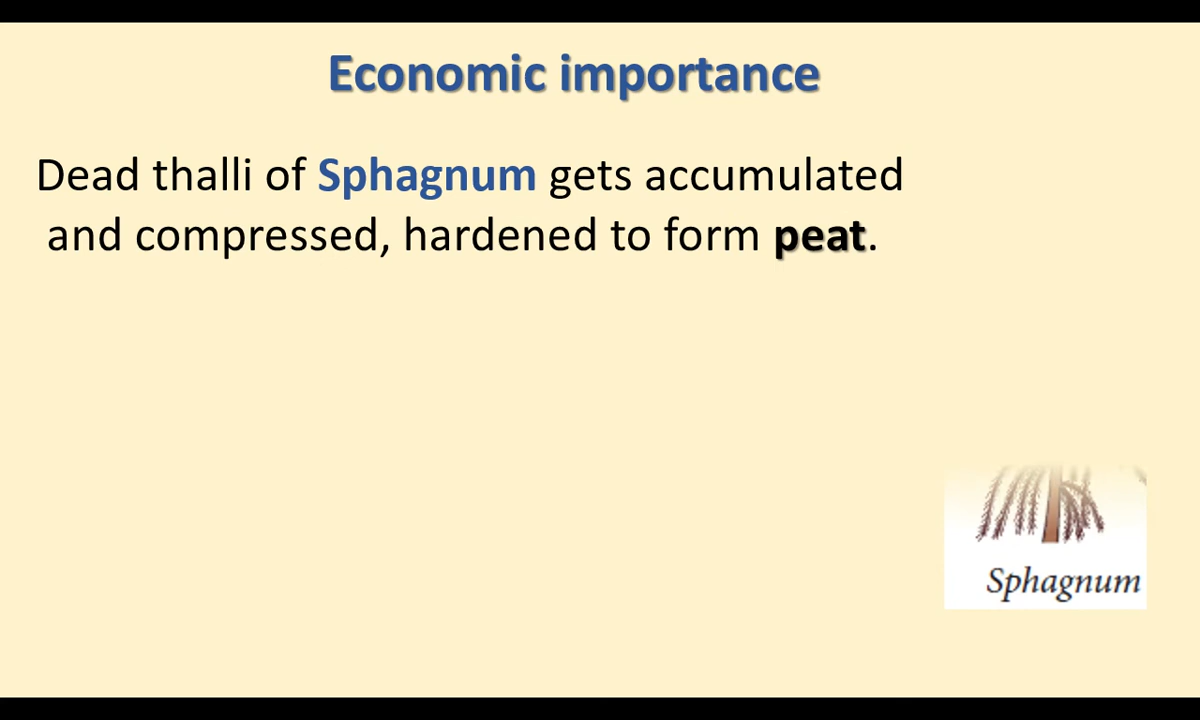 Economic importance
Dead thalli of Sphagnum gets accumulated
and compressed, hardened to form peat.
Sphagnum